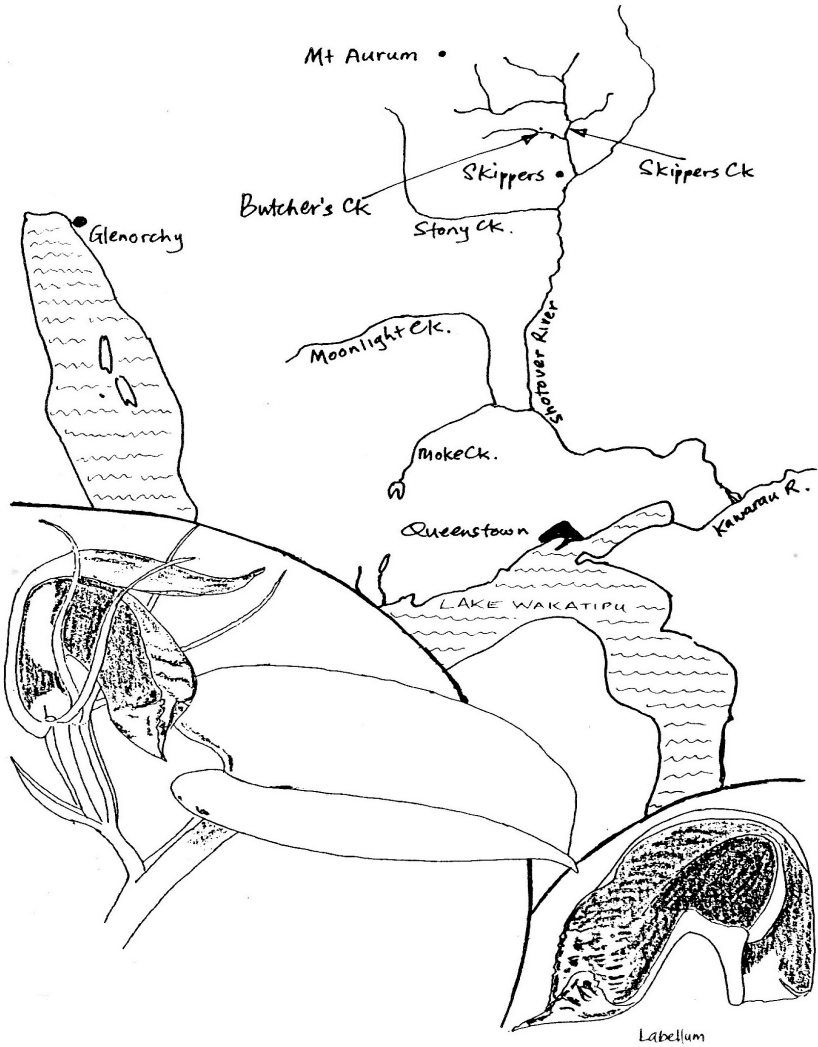 Mt Aurum
Skippers
Skippers Ck
Butcher's Ck
Stony Ck.
Glenorchy
Moonlight Ck.
Shotover River
Moke Ck.
Kawarau R.
Queenstown
LAKE WAKATIPU
Labellum